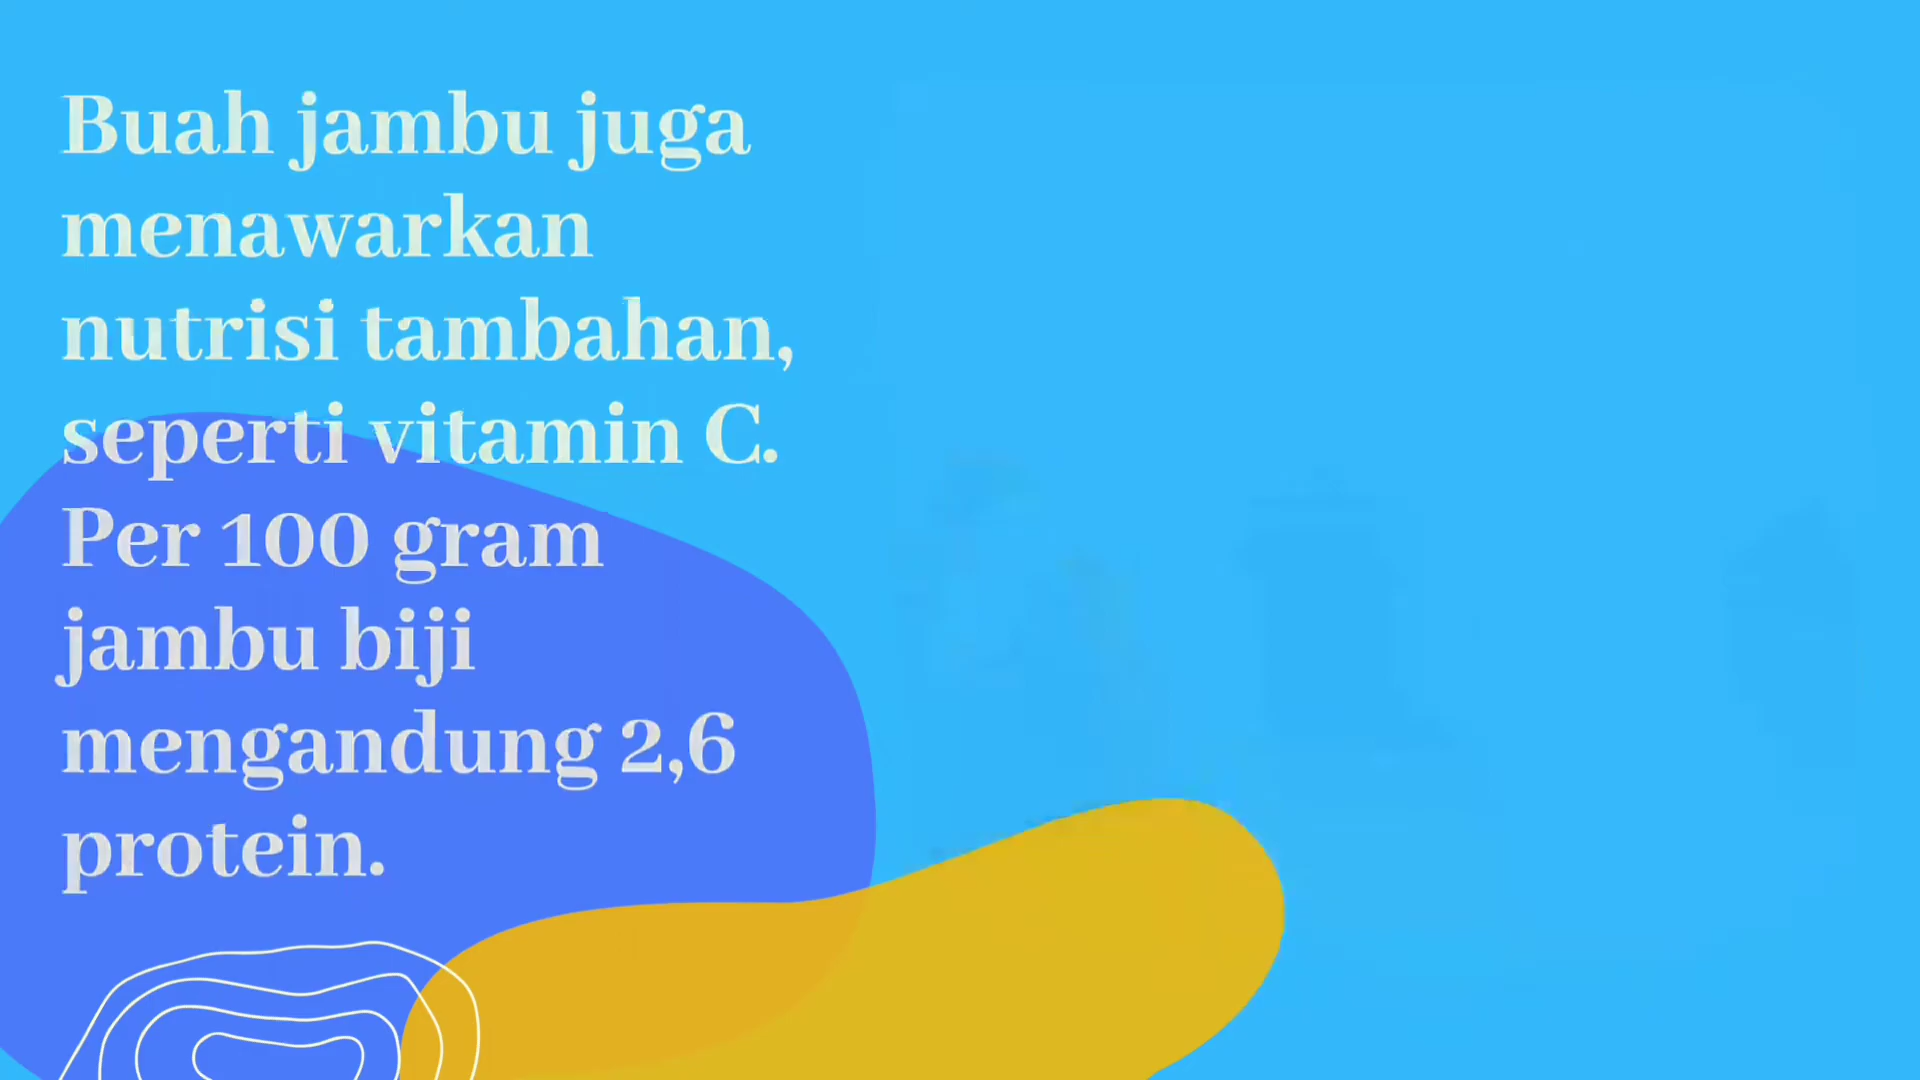 Buah jambu juga
menawarkan
nutrisi tambahan,
seperti vitamin C.
Per 100 gram
jambu biji
mengandung 2,6
protein.